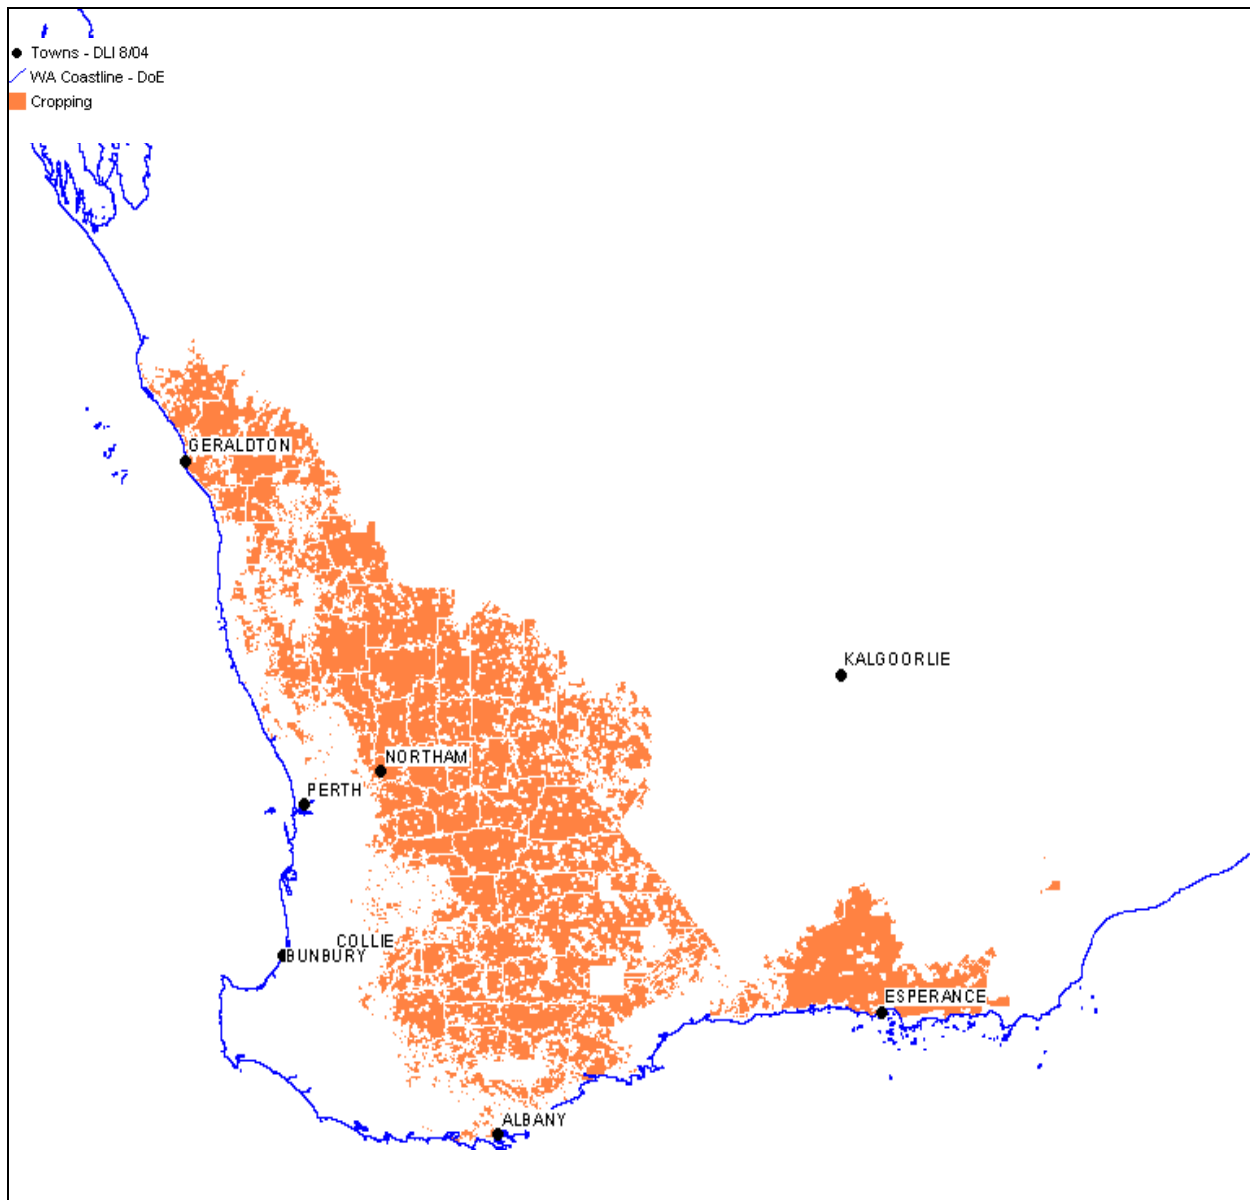 Towns - DLI 8/04
WA Coastline - DoE
Cropping
GERALDTON
KALGOORLIE
NORTHAM
PERTH
COLLIE
BUNBURY
ESPERANCE
ALBANY